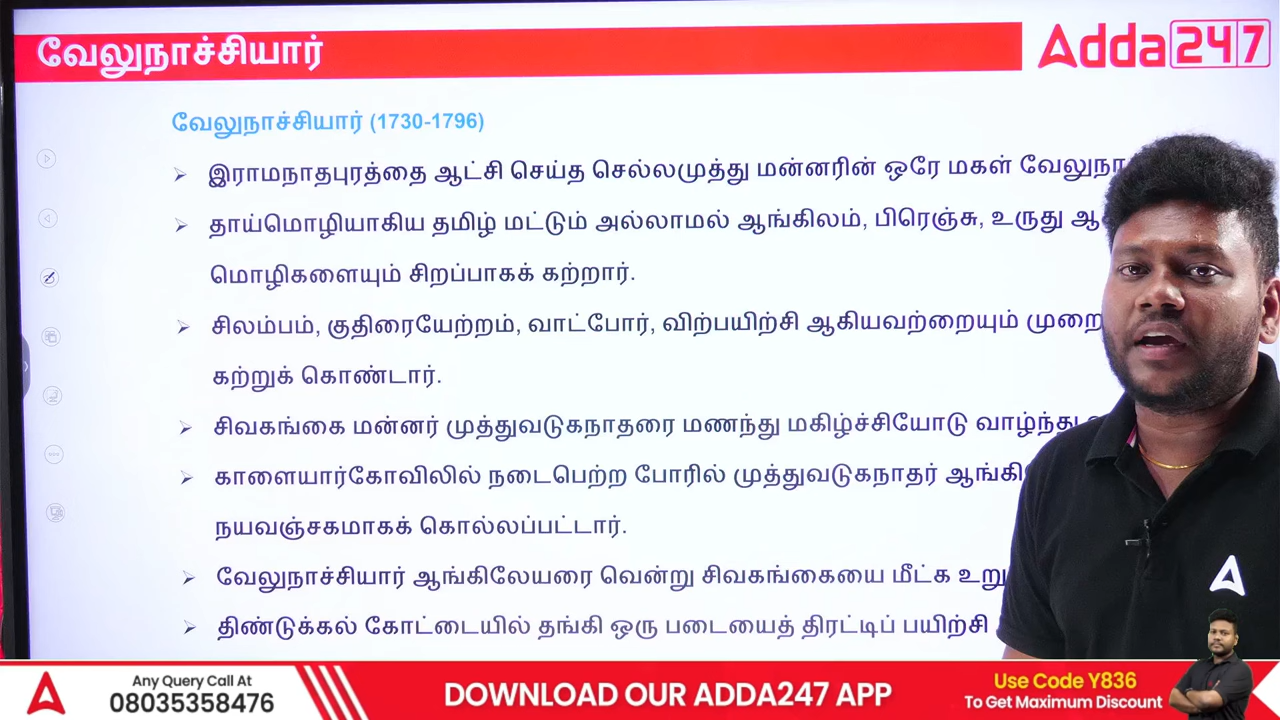 வேலுநாச்சியார்
Adda247
வேலுநாச்சியார் (1730-1796)
இராமநாதபுரத்தை ஆட்சி செய்த செல்லமுத்து மன்னரின் ஒரே மகள்
தாய்மொழியாகிய தமிழ் மட்டும் அல்லாமல் ஆங்கிலம், பிரெஞ்சு, உருது
மொழிகளையும் சிறப்பாகக் கற்றார்.
சிலம்பம், குதிரையேற்றம், வாட்போர், விற்பயிற்சி ஆகியவற்றையும்
கற்றுக் கொண்டார்.
சிவகங்கை மன்னர் முத்துவடுகநாதரை மணந்து மகிழ்ச்சியோடு வாழ்ந்து
காளையார்கோவிலில் நடைபெற்ற போரில் முத்துவடுகநாதர்
நயவஞ்சகமாகக் கொல்லப்பட்டார்.
வேலுநாச்சியார் ஆங்கிலேயரை வென்று சிவகங்கையை மீட்க
திண்டுக்கல் கோட்டையில் தங்கி ஒரு படையைத் திரட்டிப் பயிற்சி
Any Query Call At
08035358476
DOWNLOAD OUR ADDA247 APP
Use Code Y836
To Get Maximum Discount